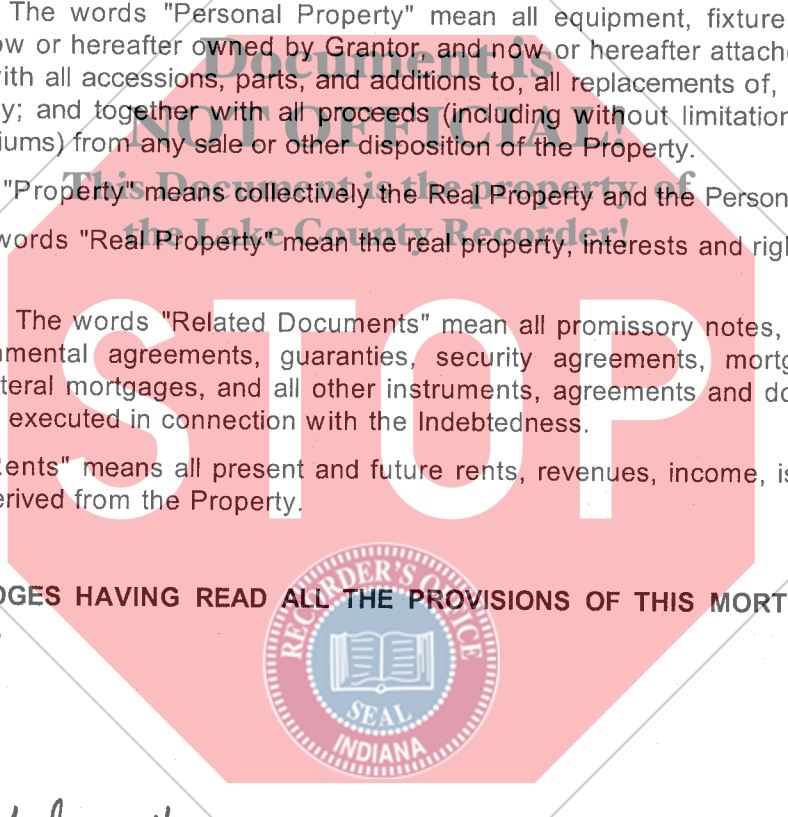 The words "Personal Property" mean all equipment, fixture
ow or hereafter owned by Grantor, and now or hereafter attach
with all accessions, parts, and additions to, all replacements of,
y; and together with all proceeds (including without limitation
iums) from any sale or other disposition of the Property.
Document is
NOT OFFICIAL!
This Document is the property of
the Lake County Recorder!
"Property" means collectively the Real Property and the Person
words "Real Property" mean the real property, interests and righ
STOP
The words "Related Documents" mean all promissory notes,
nmental agreements, guaranties, security agreements, mortg
teral mortgages, and all other instruments, agreements and do
executed in connection with the Indebtedness.
Rents" means all present and future rents, revenues, income, is
erived from the Property.
OGES HAVING READ ALL THE PROVISIONS OF THIS MORT
RECORDER'S OFFICE
SEAL
INDIANA